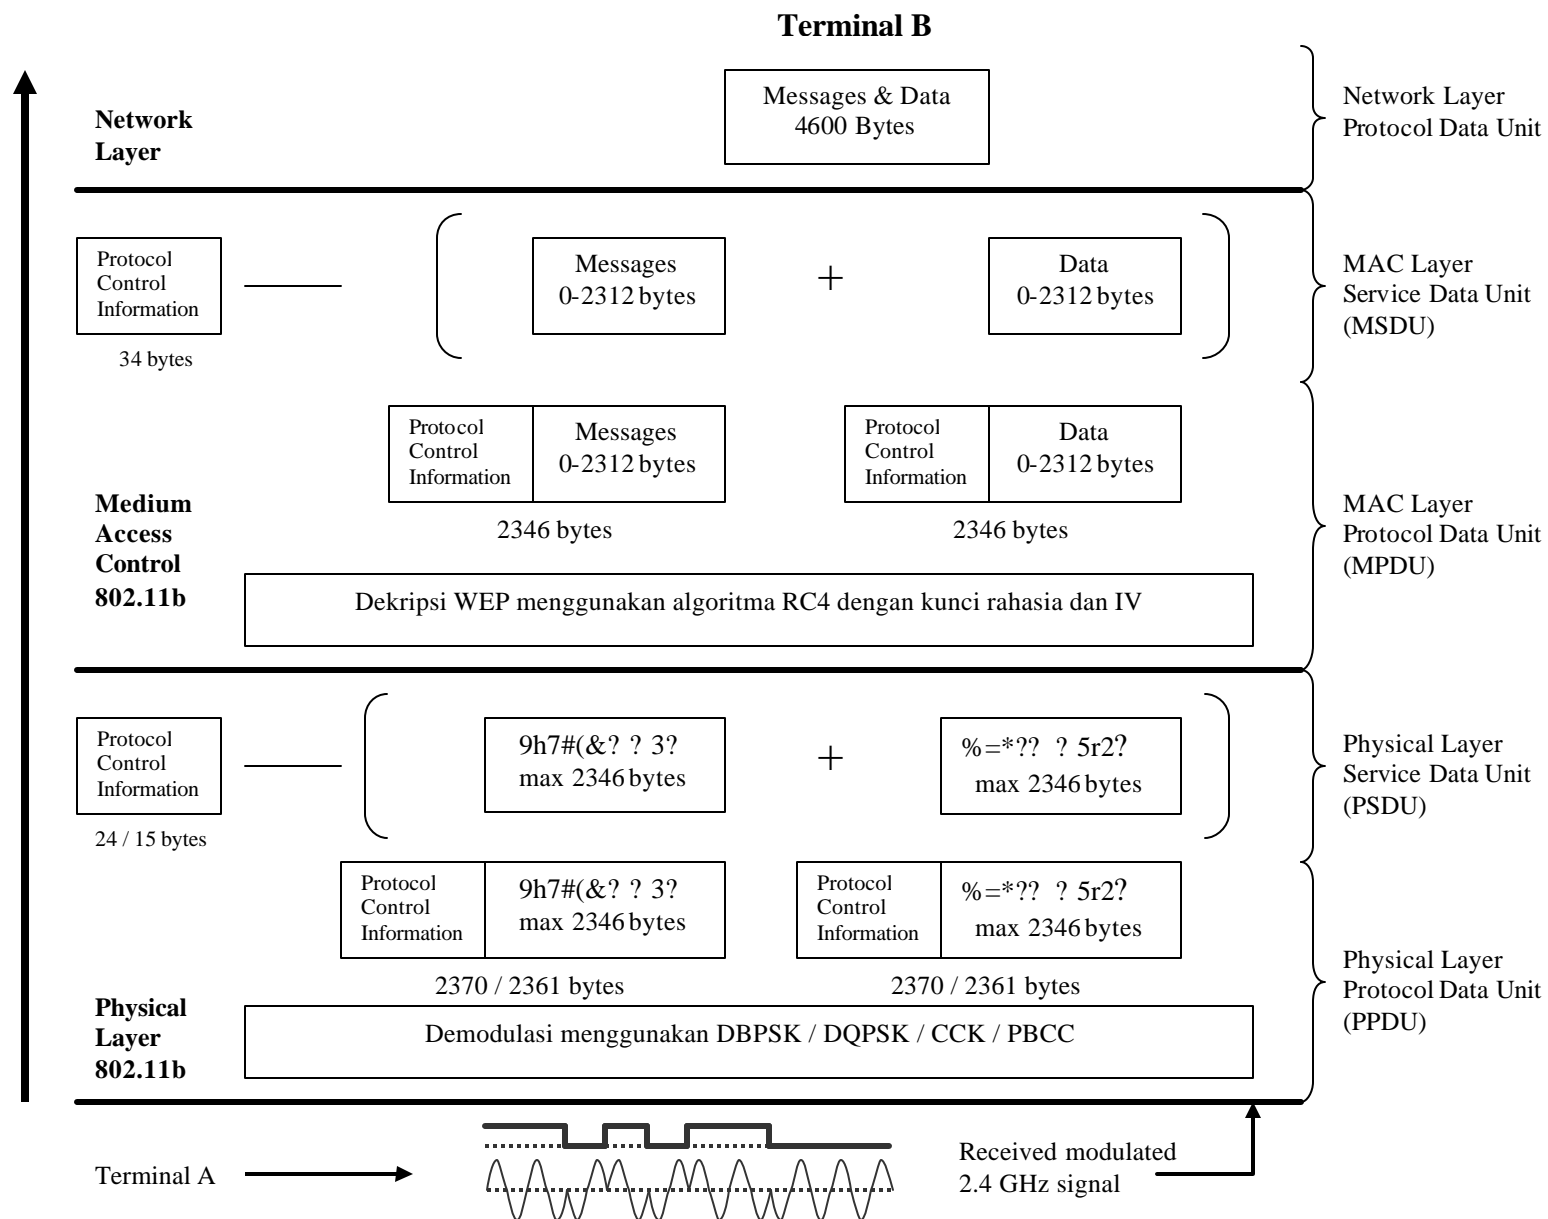 Terminal B
Messages & Data
4600 Bytes
Network
Layer
Network Layer
Protocol Data Unit
Protocol
Control
Information
34 bytes
Messages
0-2312 bytes
+
Data
0-2312 bytes
MAC Layer
Service Data Unit
(MSDU)
Protocol
Control
Information
Messages
0-2312 bytes
2346 bytes
Protocol
Control
Information
Data
0-2312 bytes
2346 bytes
Medium
Access
Control
802.11b
MAC Layer
Protocol Data Unit
(MPDU)
Dekripsi WEP menggunakan algoritma RC4 dengan kunci rahasia dan IV
Protocol
Control
Information
24 / 15 bytes
9h7#(&? ? 3?
max 2346 bytes
+
%=*?? ? 5r2?
max 2346 bytes
Physical Layer
Service Data Unit
(PSDU)
Protocol
Control
Information
9h7#(&? ? 3?
max 2346 bytes
2370 / 2361 bytes
Protocol
Control
Information
%=*?? ? 5r2?
max 2346 bytes
2370 / 2361 bytes
Physical
Layer
802.11b
Physical Layer
Protocol Data Unit
(PPDU)
Demodulasi menggunakan DBPSK / DQPSK / CCK / PBCC
Terminal A
Received modulated
2.4 GHz signal